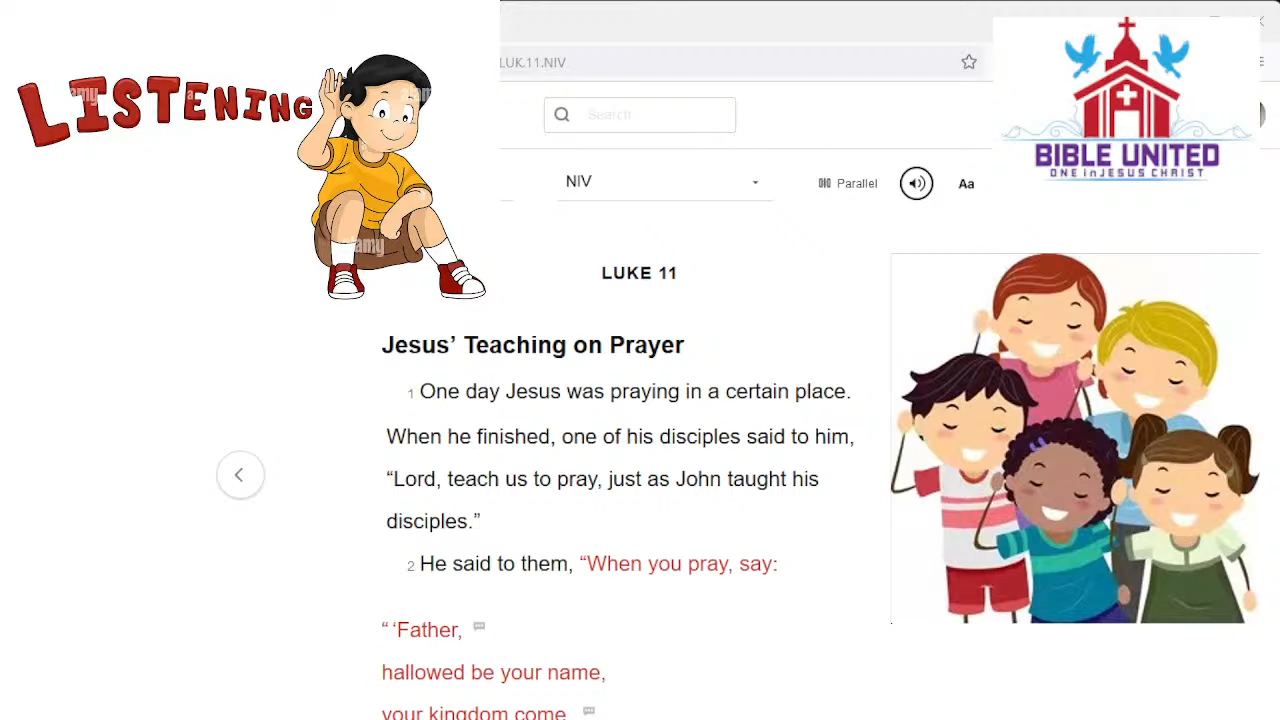 LUK.11.NIV
LISTENING
Search
BIBLE UNITED
ONE in JESUS CHRIST
NIV
Parallel
Aa
LUKE 11
Jesus’ Teaching on Prayer
1 One day Jesus was praying in a certain place.
When he finished, one of his disciples said to him,
“Lord, teach us to pray, just as John taught his
disciples.”
2 He said to them, “When you pray, say:
“ ‘Father,
hallowed be your name,
your kingdom come.